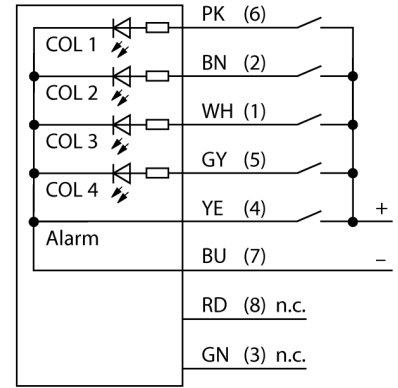 PK (6)
COL 1
BN (2)
COL 2
WH (1)
COL 3
GY (5)
COL 4
YE (4) +
Alarm
BU (7) –
RD (8) n.c.
GN (3) n.c.